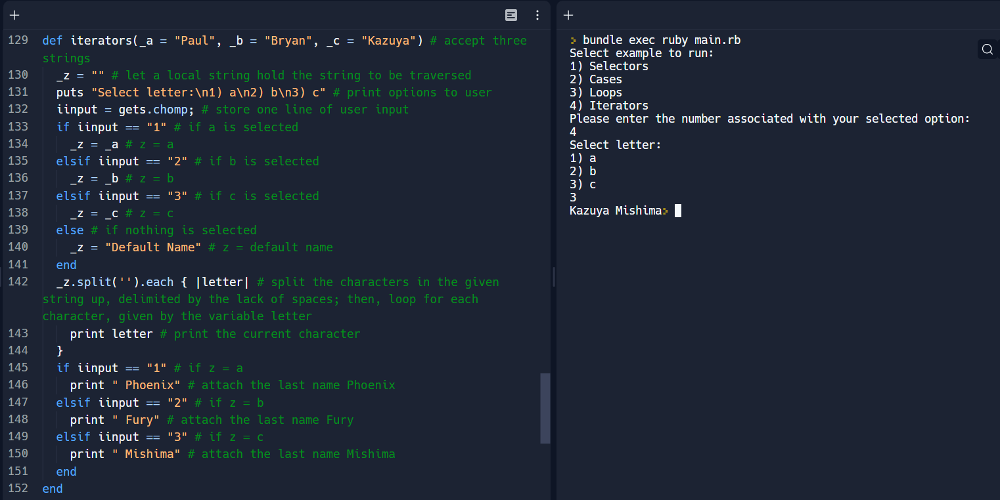 129 def iterators(_a = "Paul", _b = "Bryan", _c = "Kazuya") # accept three
strings
130 _z = "" # let a local string hold the string to be traversed
131 puts "Select letter:\n1) a\n2) b\n3) c" # print options to user
132 iinput = gets.chomp; # store one line of user input
133 if iinput == "1" # if a is selected
134 _z = _a # z = a
135 elsif iinput == "2" # if b is selected
136 _z = _b # z = b
137 elsif iinput == "3" # if c is selected
138 _z = _c # z = c
139 else # if nothing is selected
140 _z = "Default Name" # z = default name
141 end
142 _z.split('').each { |letter| # split the characters in the given
string up, delimited by the lack of spaces; then, loop for each
character, given by the variable letter
143 print letter # print the current character
144 }
145 if iinput == "1" # if z = a
146 print " Phoenix" # attach the last name Phoenix
147 elsif iinput == "2" # if z = b
148 print " Fury" # attach the last name Fury
149 elsif iinput == "3" # if z = c
150 print " Mishima" # attach the last name Mishima
151 end
152 end
bundle exec ruby main.rb
Select example to run:
1) Selectors
2) Cases
3) Loops
4) Iterators
Please enter the number associated with your selected option:
4
Select letter:
1) a
2) b
3) c
3
Kazuya Mishima